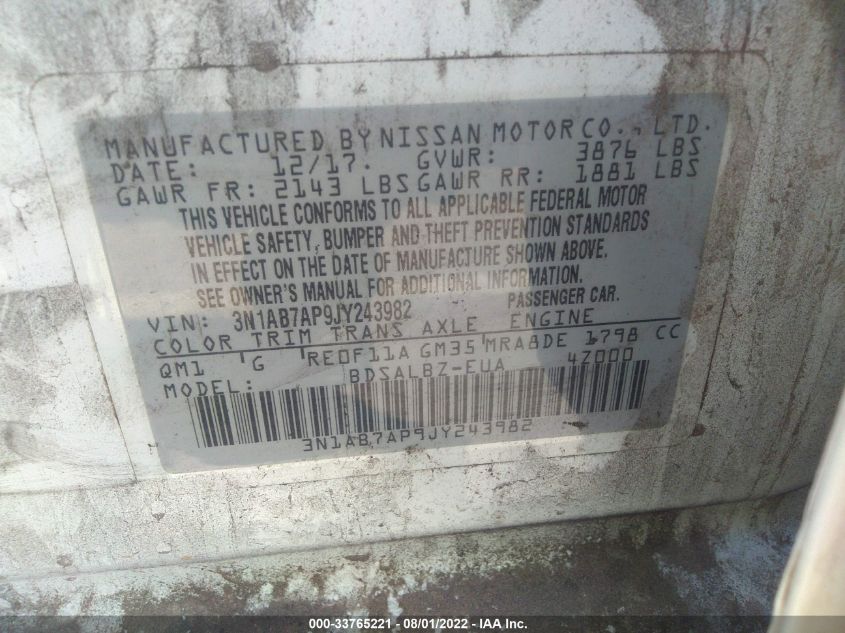 MANUFACTURED BY NISSAN MOTOR CO., LTD.
DATE: 12/17. GVWR: 3876 LBS
GAWR FR: 2143 LBS GAWR RR: 1881 LBS
THIS VEHICLE CONFORMS TO ALL APPLICABLE FEDERAL MOTOR
VEHICLE SAFETY, BUMPER AND THEFT PREVENTION STANDARDS
IN EFFECT ON THE DATE OF MANUFACTURE SHOWN ABOVE.
SEE OWNER'S MANUAL FOR ADDITIONAL INFORMATION.
VIN: 3N1AB7AP9JY243982 PASSENGER CAR.
COLOR TRIM TRANS AXLE ENGINE
QM1 G RE0F11A GM35 MRA8DE 1798 CC
MODEL: BDSALBZ-EUA 4Z000
3N1AB7AP9JY243982
000-33765221 - 08/01/2022 - IAA Inc.